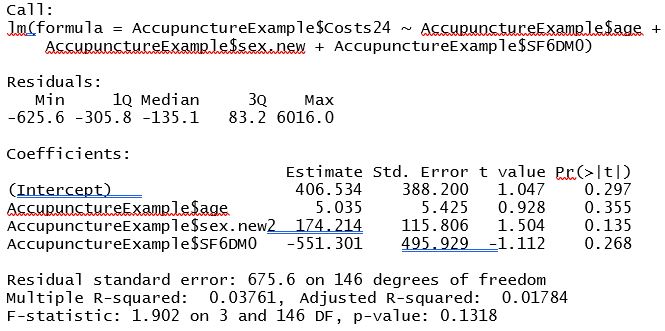 Call:
lm(formula = AccupunctureExample$Costs24 ~ AccupunctureExample$age +
AccupunctureExample$sex.new + AccupunctureExample$SF6DM0)
Residuals:
Min 1Q Median 3Q Max
-625.6 -305.8 -135.1 83.2 6016.0
Coefficients:
Estimate Std. Error t value Pr(>|t|)
(Intercept) 406.534 388.200 1.047 0.297
AccupunctureExample$age 5.035 5.425 0.928 0.355
AccupunctureExample$sex.new2 174.214 115.806 1.504 0.135
AccupunctureExample$SF6DM0 -551.301 495.929 -1.112 0.268
Residual standard error: 675.6 on 146 degrees of freedom
Multiple R-squared: 0.03761, Adjusted R-squared: 0.01784
F-statistic: 1.902 on 3 and 146 DF, p-value: 0.1318